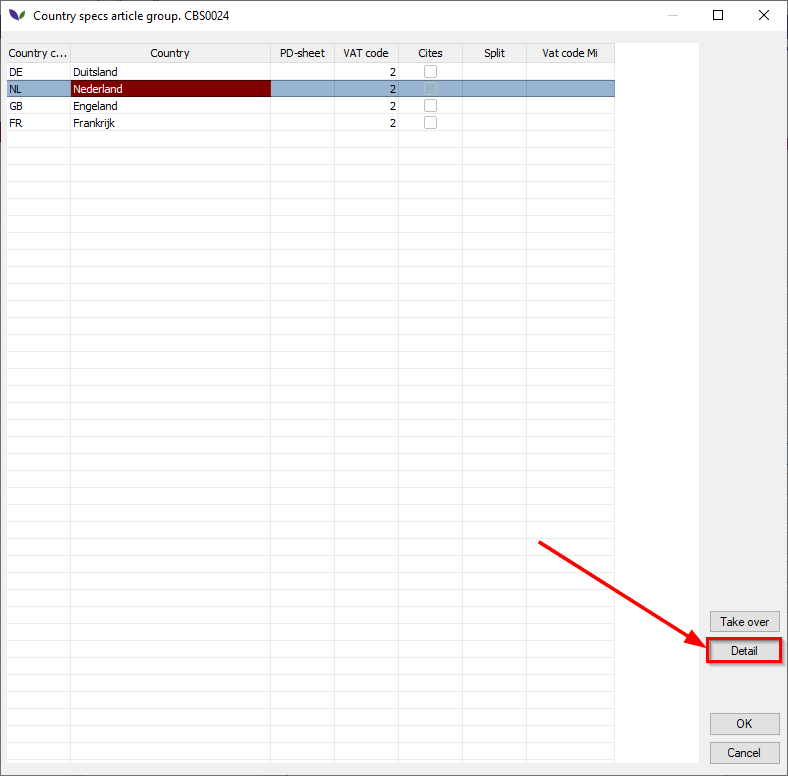 Country specs article group. CBS0024
Country c... Country PD-sheet VAT code Cites Split Vat code Mi
DE Duitsland 2
NL Nederland 2
GB Engeland 2
FR Frankrijk 2
Take over
Detail
OK
Cancel